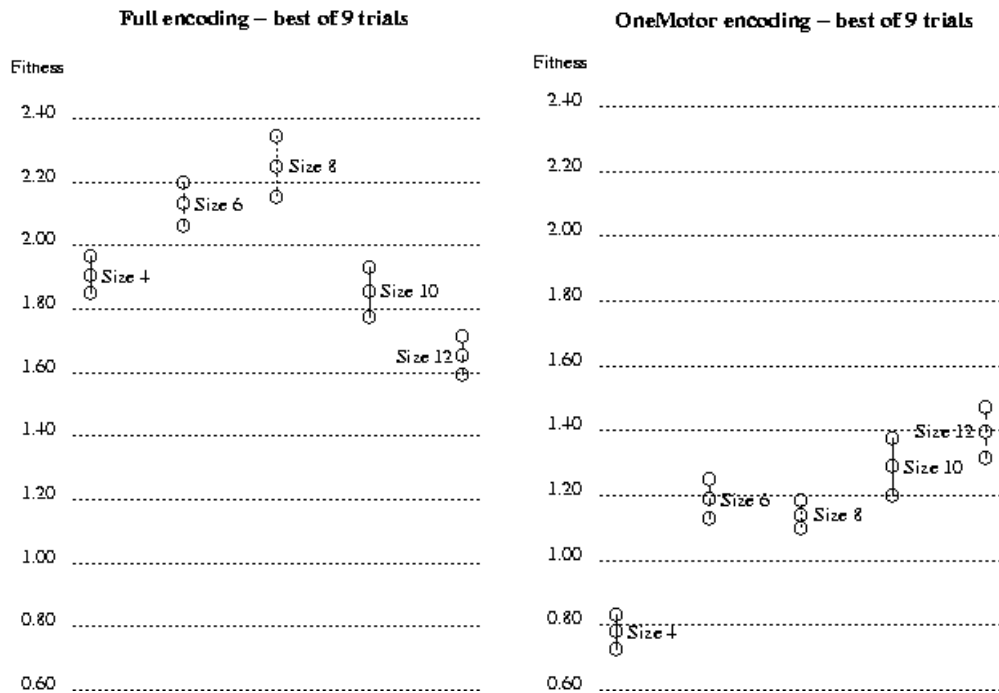 Full encoding – best of 9 trials
Fitness
2.40
2.20
2.00
1.80
1.60
1.40
1.20
1.00
0.80
0.60
Size 4
Size 6
Size 8
Size 10
Size 12
OneMotor encoding – best of 9 trials
Fitness
2.40
2.20
2.00
1.80
1.60
1.40
1.20
1.00
0.80
0.60
Size 4
Size 6
Size 8
Size 10
Size 12